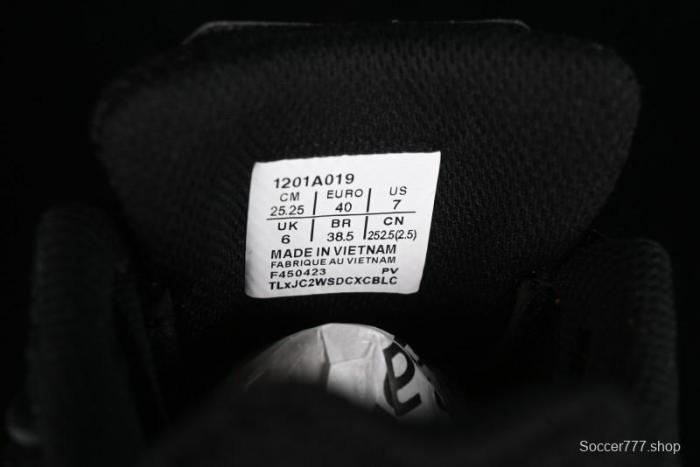 1201A019
CM EURO US
25.25 40 7
UK BR CN
6 38.5 252.5(2.5)
MADE IN VIETNAM
FABRIQUE AU VIETNAM
F450423 PV
TLxJC2WSDCXCBLC
Soccer777.shop